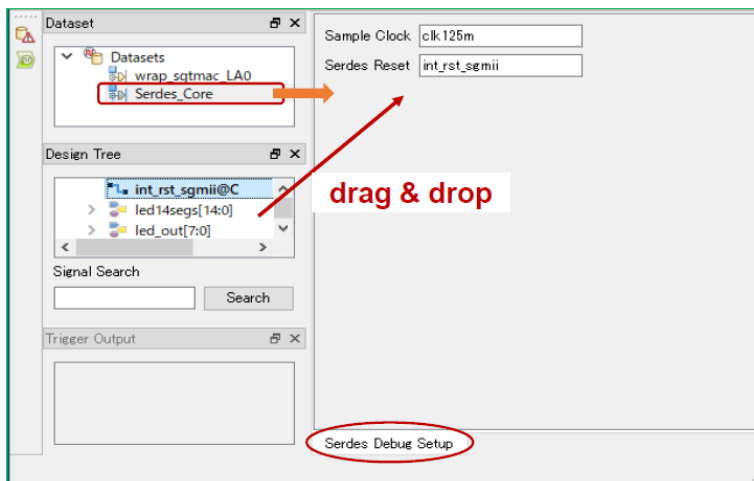 Dataset
Datasets
wrap_sgtmac_LA0
Serdes_Core
Sample Clock clk125m
Serdes Reset int_rst_sgmii
Design Tree
int_rst_sgmii@C
led14segs[14:0]
led_out[7:0]
drag & drop
Signal Search
Search
Trigger Output
Serdes Debug Setup